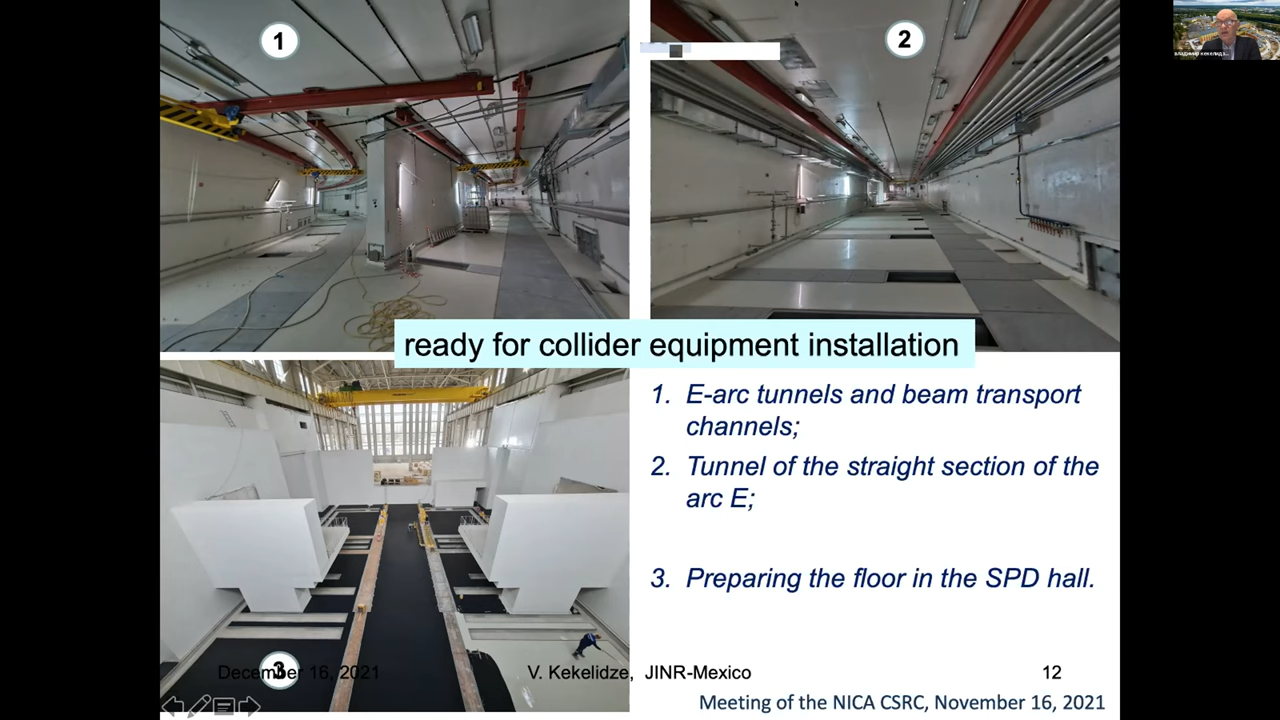 1
2
владимир кекелидз...
ready for collider equipment installation
1. E-arc tunnels and beam transport
channels;
2. Tunnel of the straight section of the
arc E;
3. Preparing the floor in the SPD hall.
3
December 16, 2021
V. Kekelidze, JINR-Mexico
12
Meeting of the NICA CSRC, November 16, 2021